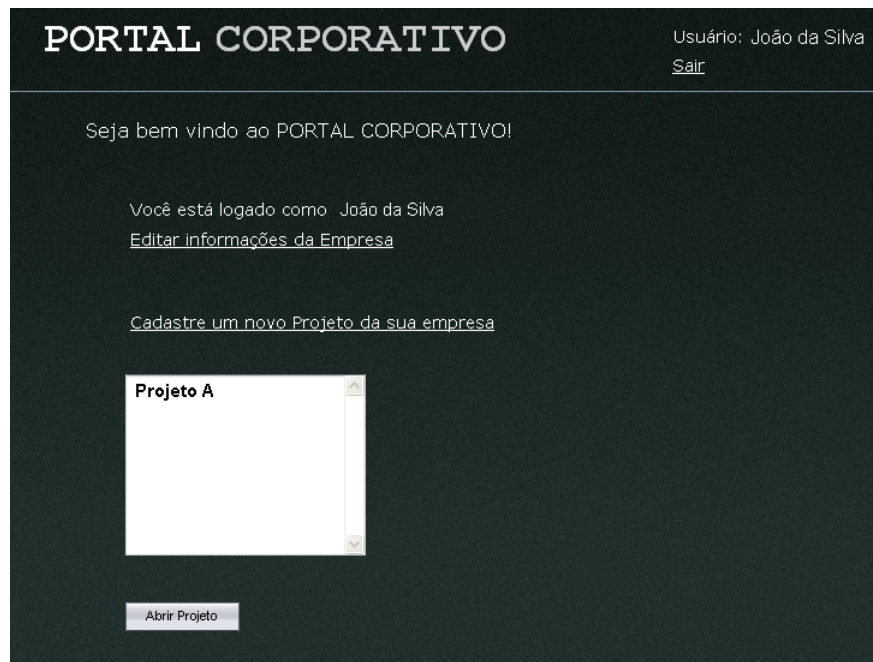 PORTAL CORPORATIVO
Usuário: João da Silva
Sair
Seja bem vindo ao PORTAL CORPORATIVO!
Você está logado como João da Silva
Editar informações da Empresa
Cadastre um novo Projeto da sua empresa
Projeto A
Abrir Projeto